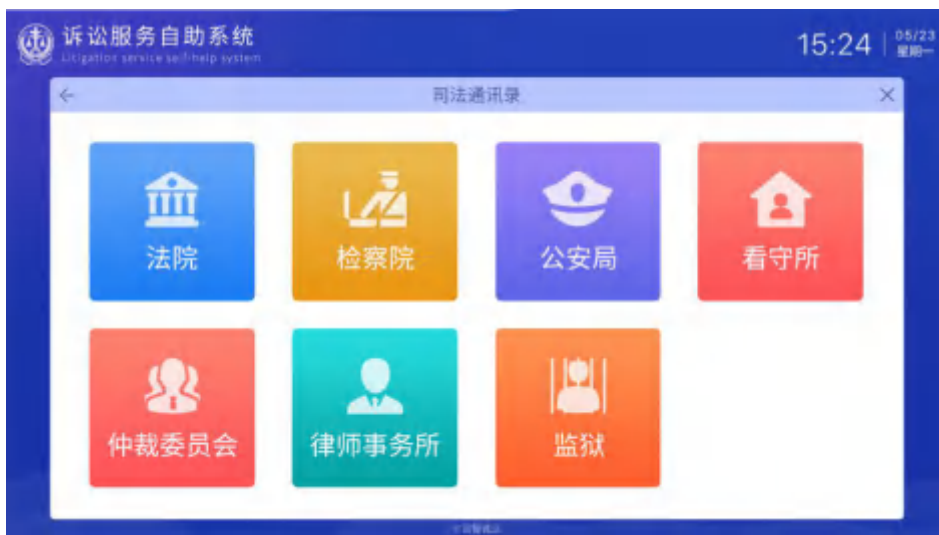 诉讼服务自助系统
Litigation service self-help system
15:24
05/23
星期一
司法通讯录
法院
检察院
公安局
看守所
仲裁委员会
律师事务所
监狱